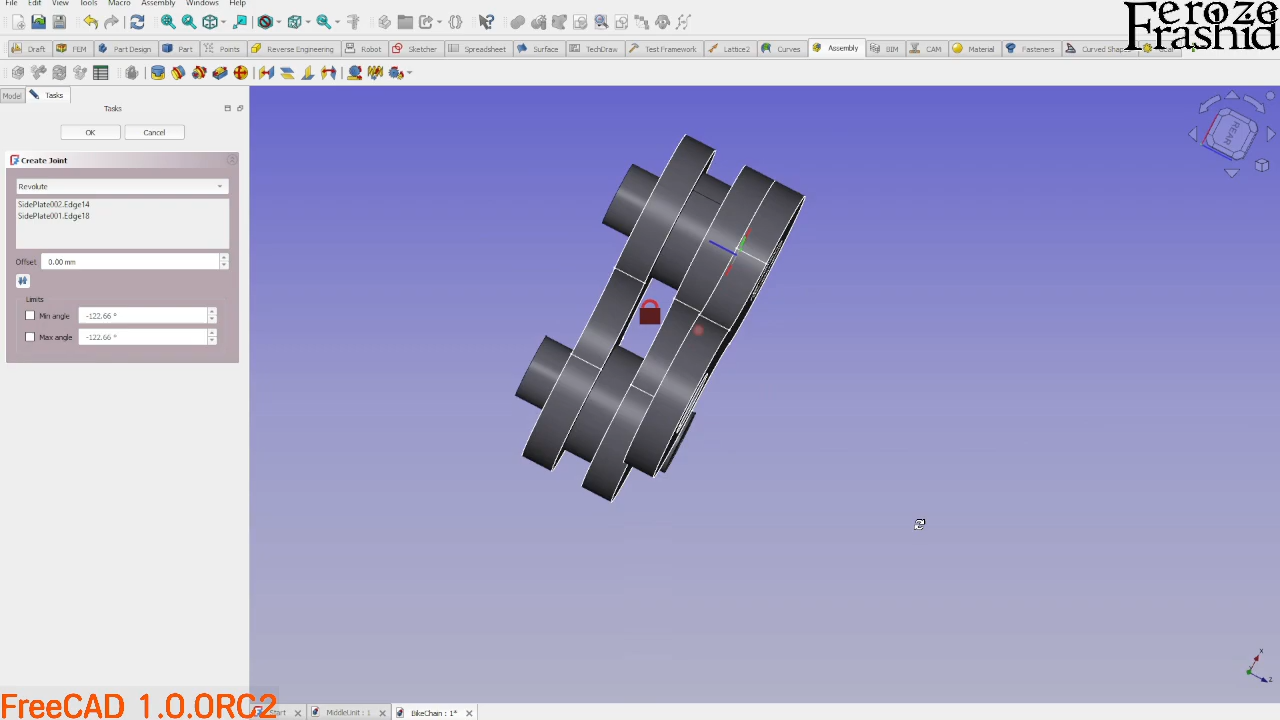 File Edit View Tools Macro Assembly Windows Help
Feroze
Frashid
Draft FEM Part Design Part Points Reverse Engineering Robot Sketcher Spreadsheet Surface TechDraw Test Framework Lattice2 Curves Assembly BIM CAM Material Fasteners Curved Shapes
Model Tasks
Tasks
OK Cancel
Create Joint
Revolute
SidePlate002.Edge14
SidePlate001.Edge18
Offset 0.00 mm
Limits
Min angle -122.66 °
Max angle -122.66 °
REAR
X
Z
FreeCAD 1.0.0RC2
Start MiddleUnit : 1 BikeChain : 1*